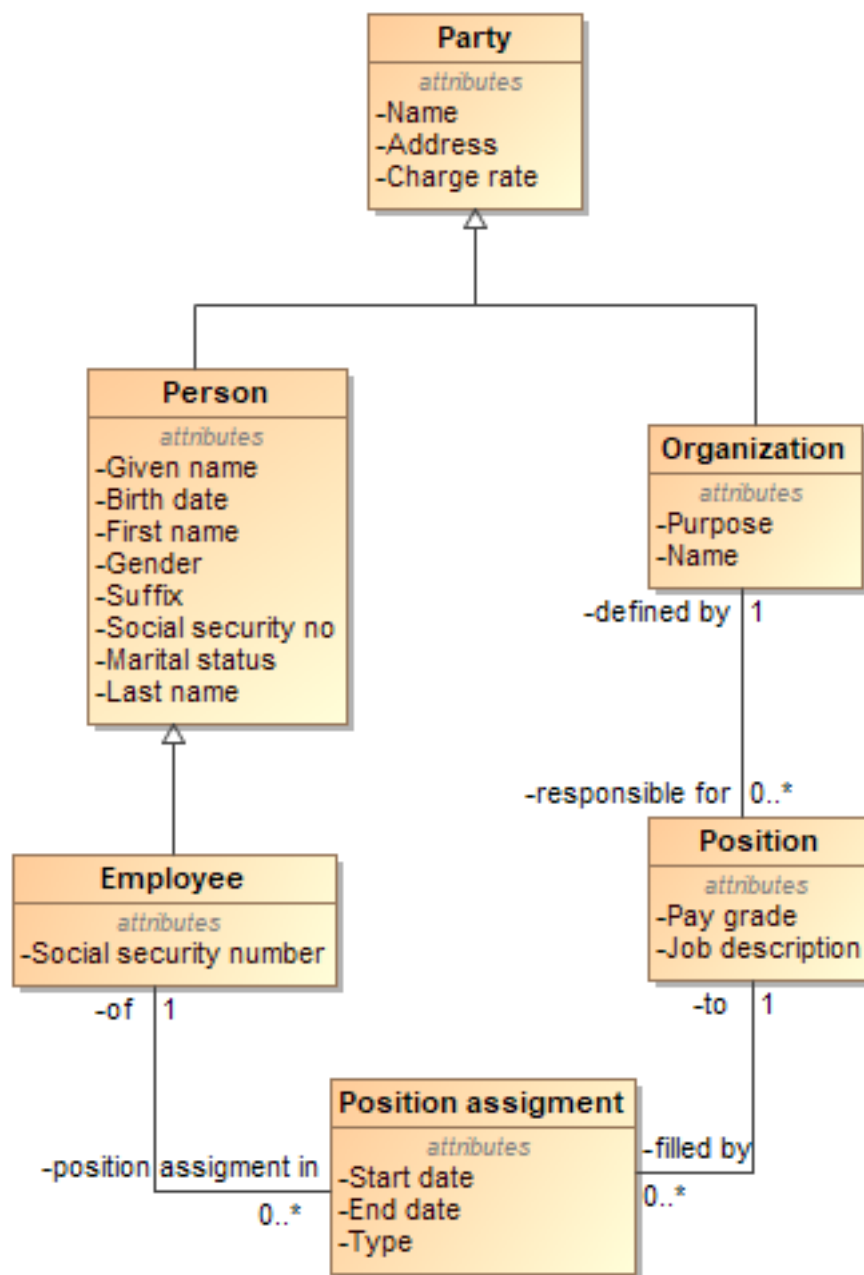 Party
attributes
-Name
-Address
-Charge rate
Person
attributes
-Given name
-Birth date
-First name
-Gender
-Suffix
-Social security no
-Marital status
-Last name
Organization
attributes
-Purpose
-Name
-defined by 1
-responsible for 0..*
Position
attributes
-Pay grade
-Job description
-to 1
Employee
attributes
-Social security number
-of 1
-position assigment in
0..*
Position assigment
attributes
-Start date
-End date
-Type
-filled by
0..*